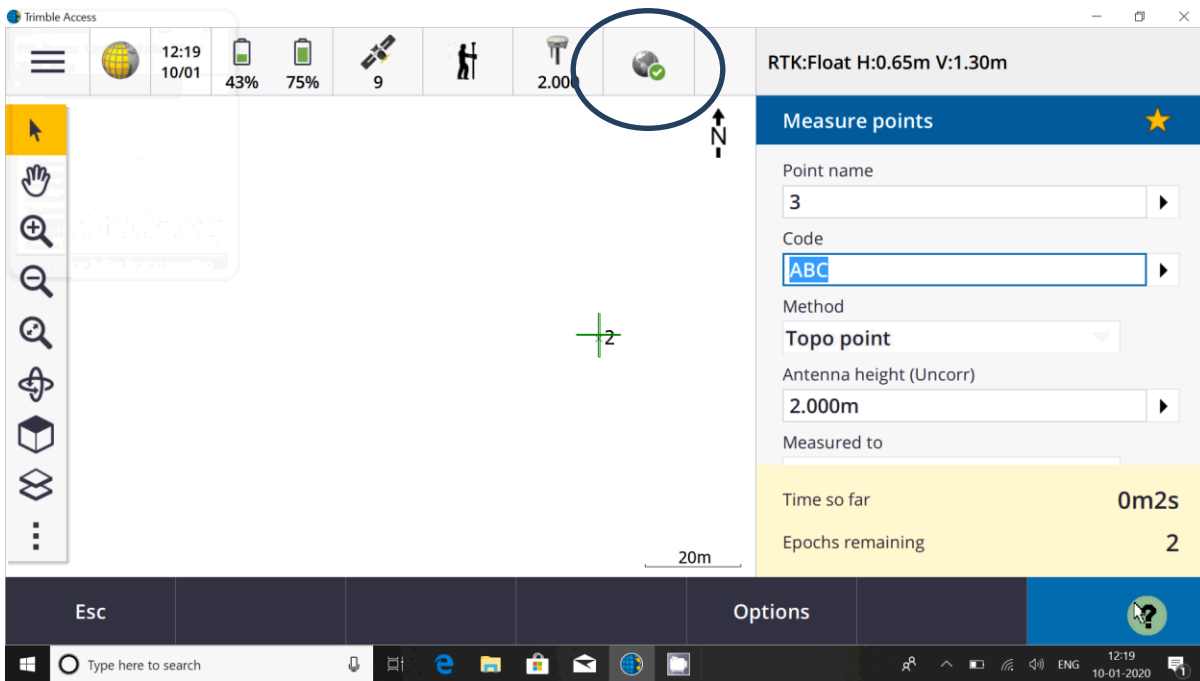 Trimble Access
12:19
10/01
43%
75%
9
2.000
RTK:Float H:0.65m V:1.30m
N
Measure points
Point name
3
Code
ABC
Method
Topo point
Antenna height (Uncorr)
2.000m
Measured to
2
20m
Time so far 0m2s
Epochs remaining 2
Esc
Options
?
Type here to search
ENG
12:19
10-01-2020
1